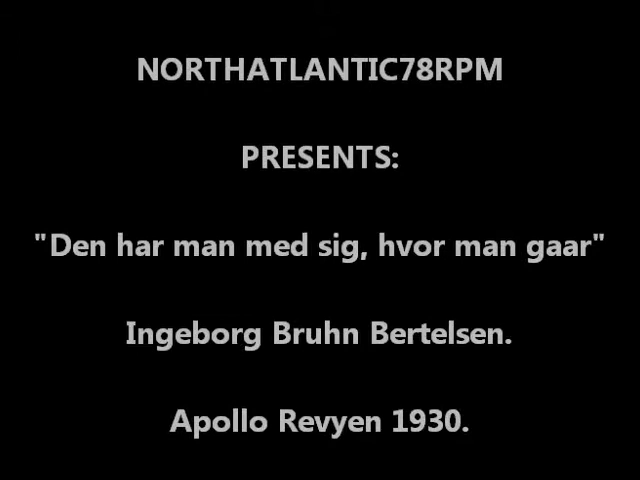 NORTHATLANTIC78RPM
PRESENTS:
"Den har man med sig, hvor man gaar"
Ingeborg Bruhn Bertelsen.
Apollo Revyen 1930.